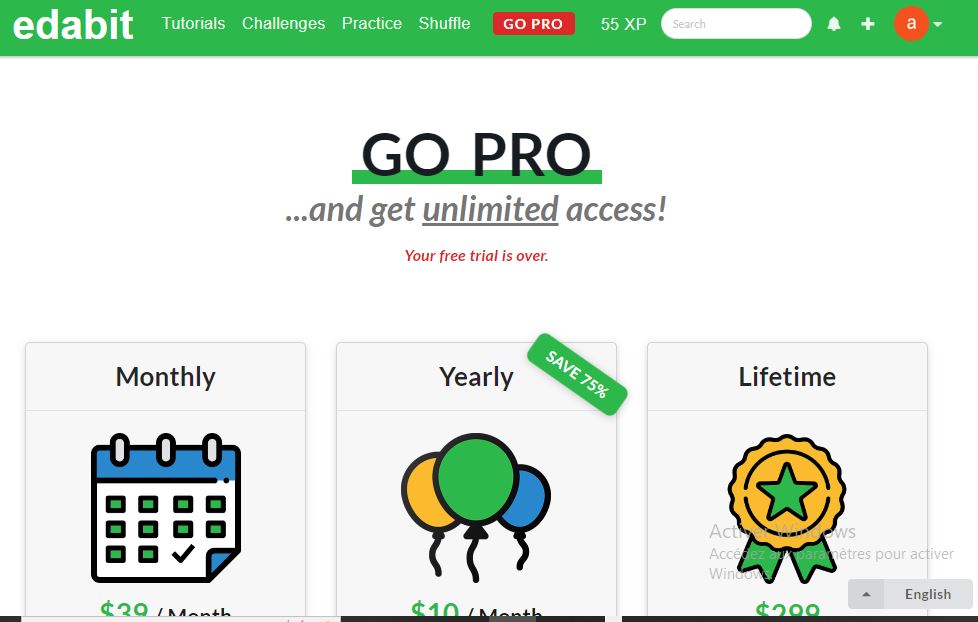 edabit Tutorials Challenges Practice Shuffle GO PRO 55 XP Search a
GO PRO
...and get unlimited access!
Your free trial is over.
Monthly Yearly SAVE 75% Lifetime
Activer Windows
Accédez aux paramètres pour activer
Windows.
English
$39 / Month $10 / Month $299